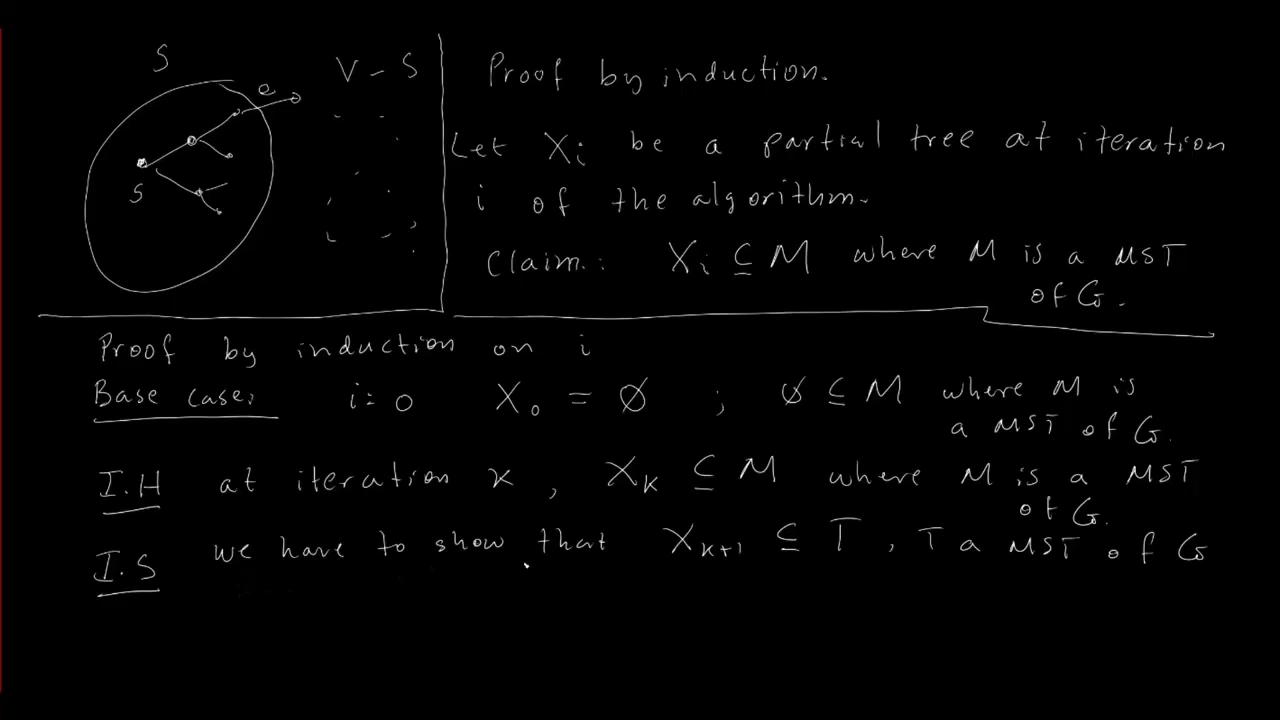 S
V - S
e
S
Proof by induction.
Let Xi be a partial tree at iteration
i of the algorithm.
Claim: Xi ⊆ M where M is a MST
of G.
Proof by induction on i
Base case: i = 0 X₀ = ∅ ; ∅ ⊆ M where M is
a MST of G.
I.H at iteration K, X_K ⊆ M where M is a MST
of G.
I.S we have to show that X_{K+1} ⊆ T, T a MST of G